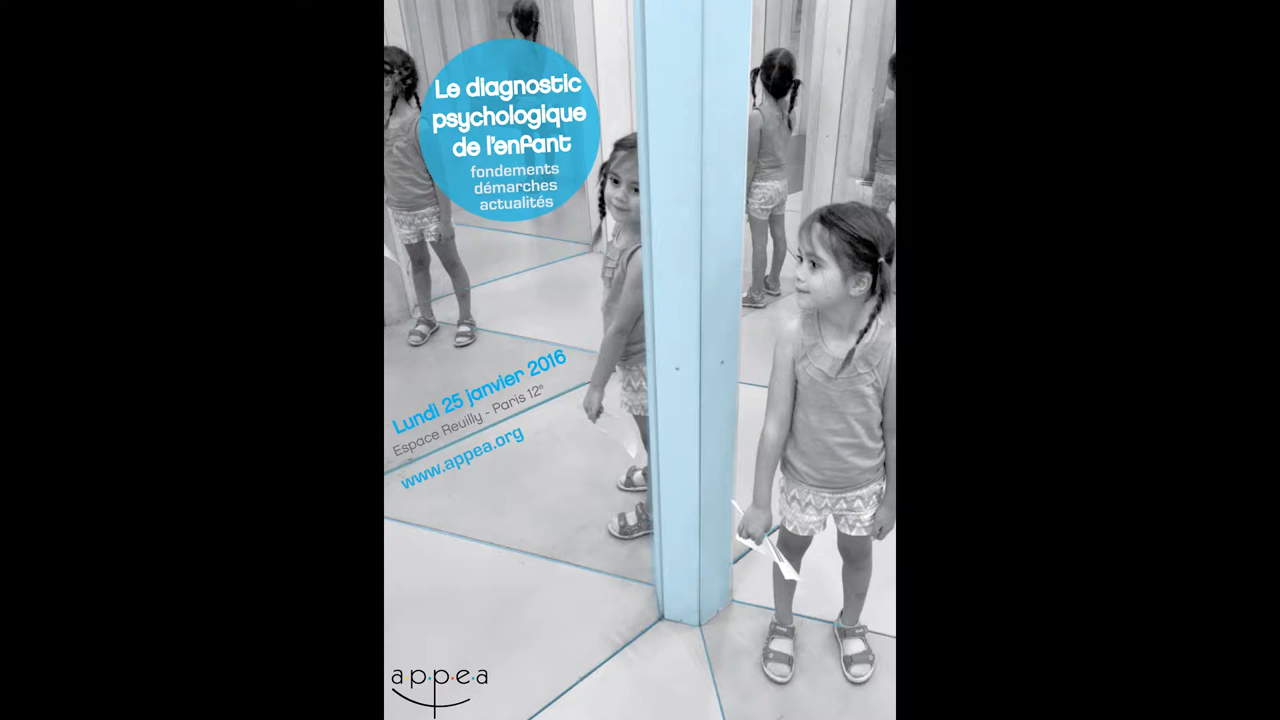 Le diagnostic
psychologique
de l'enfant
fondements
démarches
actualités
Lundi 25 janvier 2016
Espace Reuilly - Paris 12e
www.appea.org
a.p.p.e.a